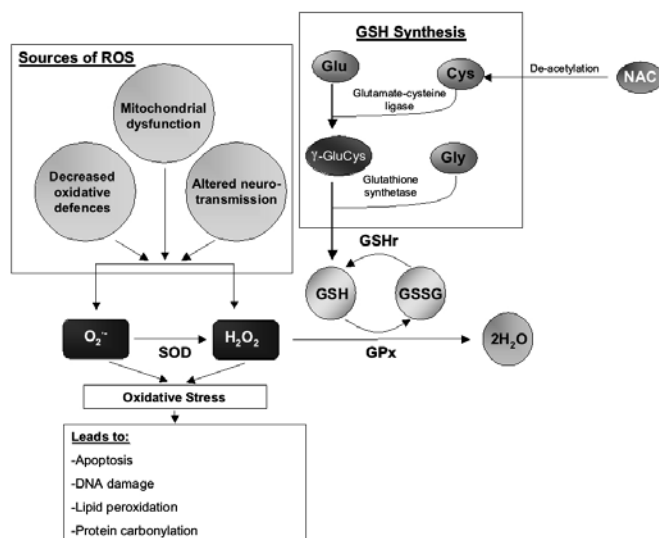 Sources of ROS
Mitochondrial
dysfunction
Decreased
oxidative
defences
Altered neuro-
transmission
GSH Synthesis
Glu
Cys
De-acetylation
NAC
Glutamate-cysteine
ligase
γ-GluCys
Gly
Glutathione
synthetase
GSHr
GSH
GSSG
O₂·-
SOD
H₂O₂
GPx
2H₂O
Oxidative Stress
Leads to:
-Apoptosis
-DNA damage
-Lipid peroxidation
-Protein carbonylation